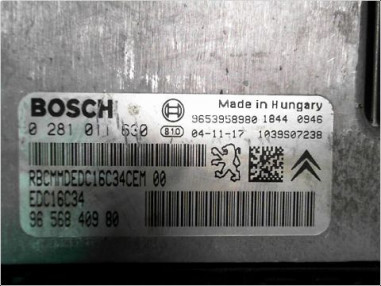 BOSCH
Made in Hungary
9653958980 1844 0946
0 281 011 630 810 04-11-17 1039S07238
RBCMMDEDC16C34CEM 00
EDC16C34
96 568 409 80